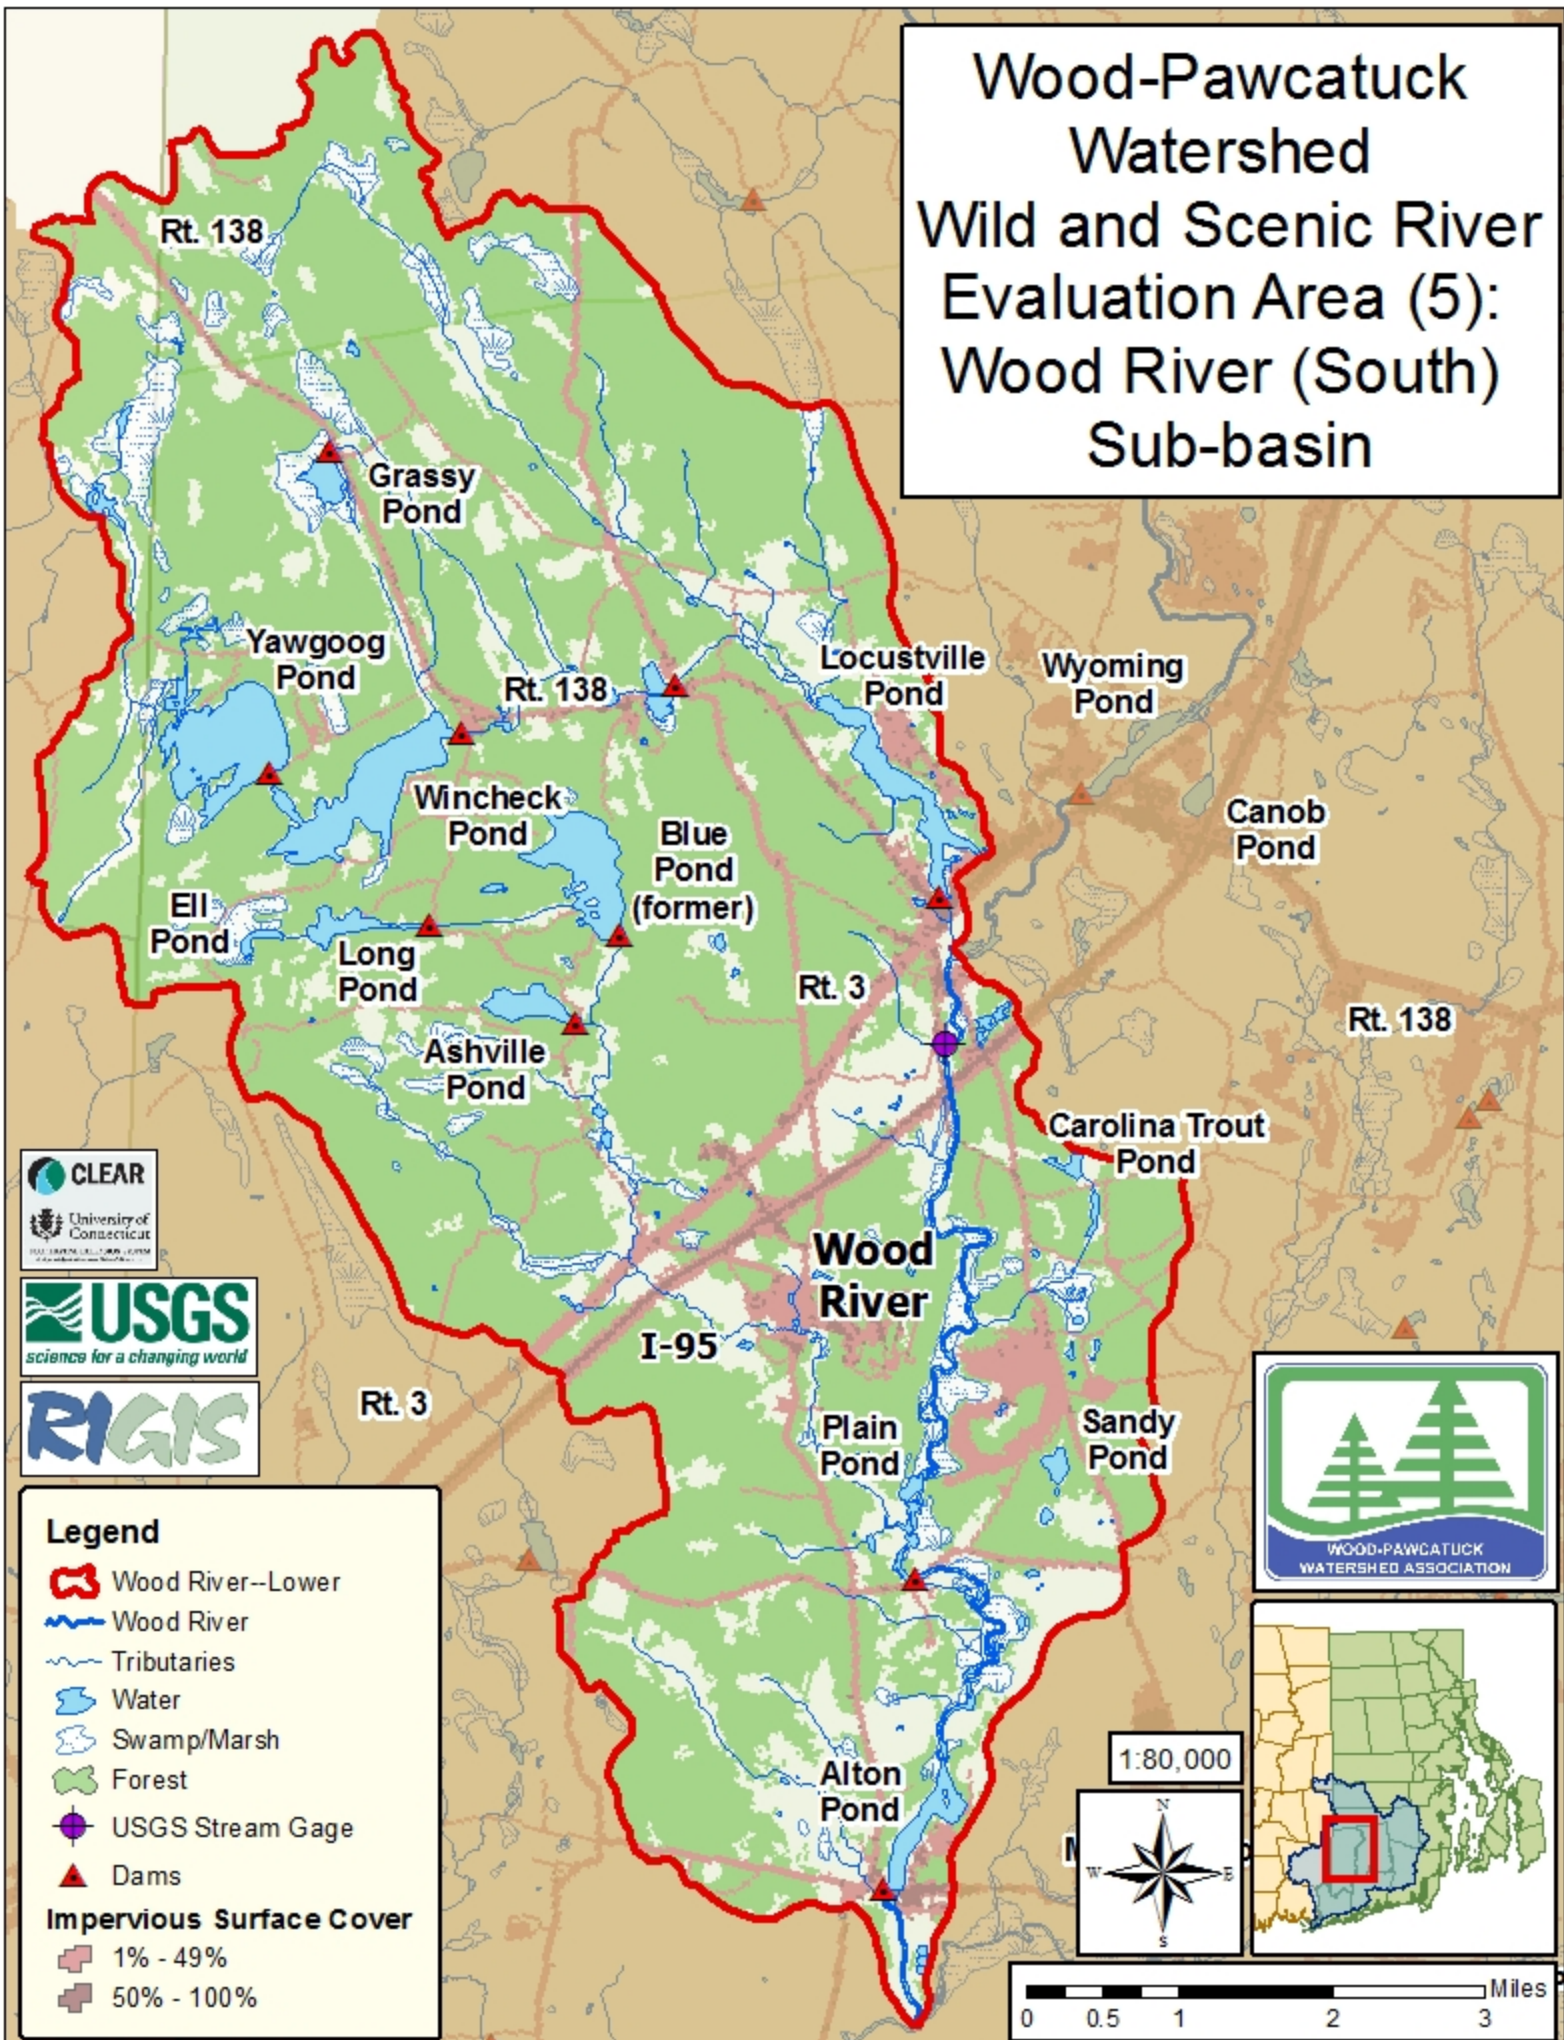 Wood-Pawcatuck
Watershed
Wild and Scenic River
Evaluation Area (5):
Wood River (South)
Sub-basin
Rt. 138
Grassy
Pond
Yawgoog
Pond
Rt. 138
Locustville
Pond
Wyoming
Pond
Wincheck
Pond
Blue
Pond
(former)
Canob
Pond
Ell
Pond
Long
Pond
Rt. 3
Rt. 138
Ashville
Pond
Carolina Trout
Pond
Wood
River
I-95
Rt. 3
Plain
Pond
Sandy
Pond
Alton
Pond
CLEAR
University of
Connecticut
USGS
science for a changing world
RIGIS
Legend
Wood River--Lower
Wood River
Tributaries
Water
Swamp/Marsh
Forest
USGS Stream Gage
Dams
Impervious Surface Cover
1% - 49%
50% - 100%
WOOD-PAWCATUCK
WATERSHED ASSOCIATION
1:80,000
N
W E
S
Miles
0 0.5 1 2 3